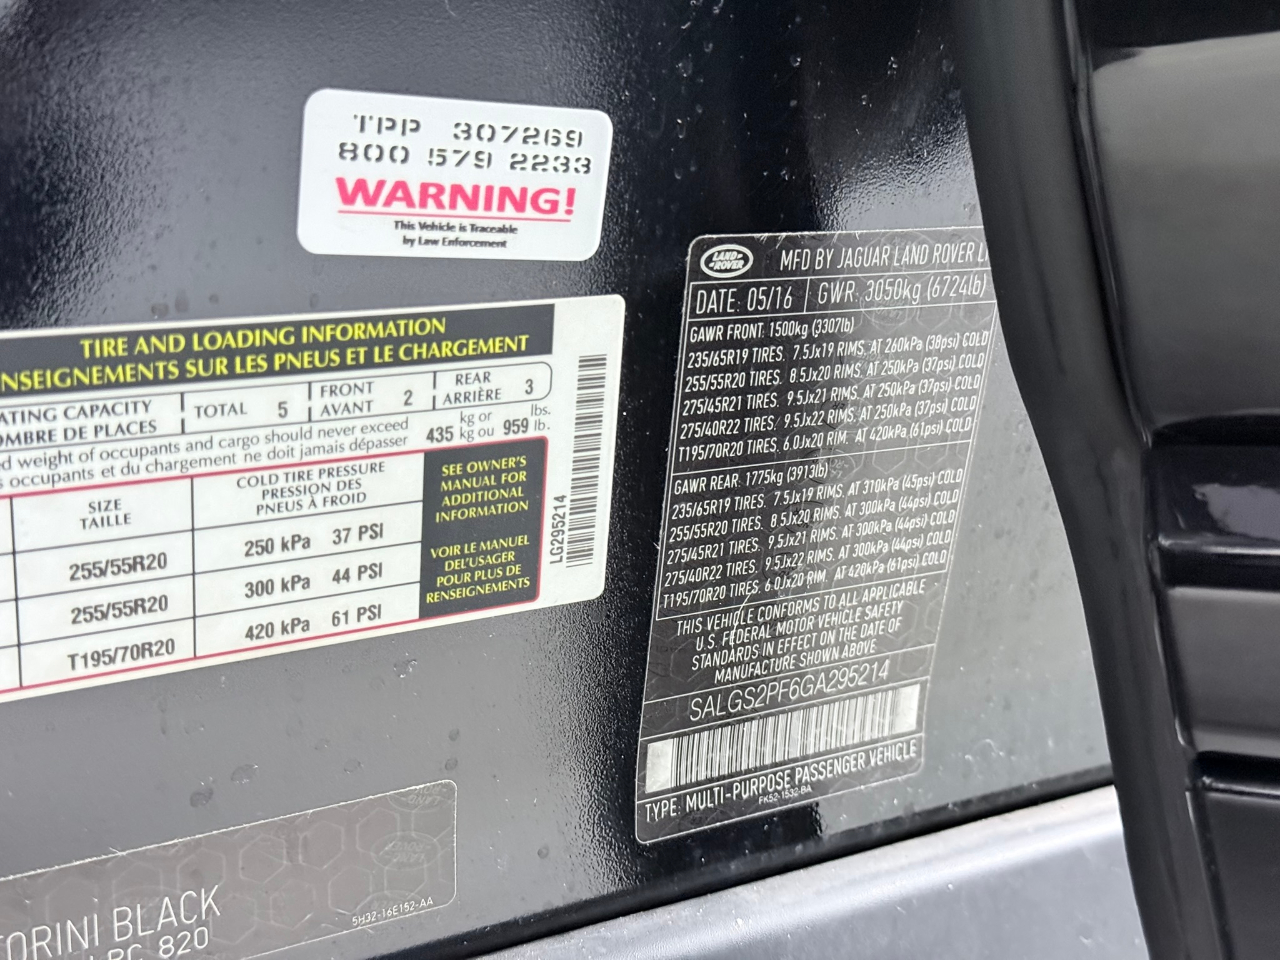 TPP 307269
800 579 2233
WARNING!
This Vehicle is Traceable
by Law Enforcement
TIRE AND LOADING INFORMATION
NSEIGNEMENTS SUR LES PNEUS ET LE CHARGEMENT
ATING CAPACITY
OMBRE DE PLACES
TOTAL 5
FRONT
AVANT 2
REAR
ARRIÈRE 3
d weight of occupants and cargo should never exceed
s occupants et du chargement ne doit jamais dépasser
435 kg or
kg ou 959 lbs.
lb.
SIZE
TAILLE
COLD TIRE PRESSURE
PRESSION DES
PNEUS À FROID
255/55R20 250 kPa 37 PSI
255/55R20 300 kPa 44 PSI
T195/70R20 420 kPa 61 PSI
SEE OWNER'S
MANUAL FOR
ADDITIONAL
INFORMATION
VOIR LE MANUEL
DEL'USAGER
POUR PLUS DE
RENSEIGNEMENTS
LG295214
LAND-
-ROVER
MFD BY JAGUAR LAND ROVER
DATE: 05/16 GWR: 3050kg (6724lb)
GAWR FRONT 1500kg (3307lb)
235/65R19 TIRES. 7.5Jx19 RIMS. AT 260kPa (38psi) COLD
255/55R20 TIRES. 8.5Jx20 RIMS. AT 250kPa (37psi) COLD
275/45R21 TIRES. 9.5Jx21 RIMS. AT 250kPa (37psi) COLD
275/40R22 TIRES. 9.5Jx22 RIMS. AT 250kPa (37psi) COLD
T195/70R20 TIRES. 6.0Jx20 RIM. AT 420kPa (61psi) COLD
GAWR REAR 1775kg (3913lb)
235/65R19 TIRES. 7.5Jx19 RIMS. AT 310kPa (45psi) COLD
255/55R20 TIRES. 8.5Jx20 RIMS. AT 300kPa (44psi) COLD
275/45R21 TIRES. 9.5Jx21 RIMS. AT 300kPa (44psi) COLD
275/40R22 TIRES. 9.5Jx22 RIMS. AT 300kPa (44psi) COLD
T195/70R20 TIRES. 6.0Jx20 RIM. AT 420kPa (61psi) COLD
THIS VEHICLE CONFORMS TO ALL APPLICABLE
U.S. FEDERAL MOTOR VEHICLE SAFETY
STANDARDS IN EFFECT ON THE DATE OF
MANUFACTURE SHOWN ABOVE
SALGS2PF6GA295214
TYPE: MULTI-PURPOSE PASSENGER VEHICLE
FK52-1532-BA
TORINI BLACK
820
5H32-16E152-AA